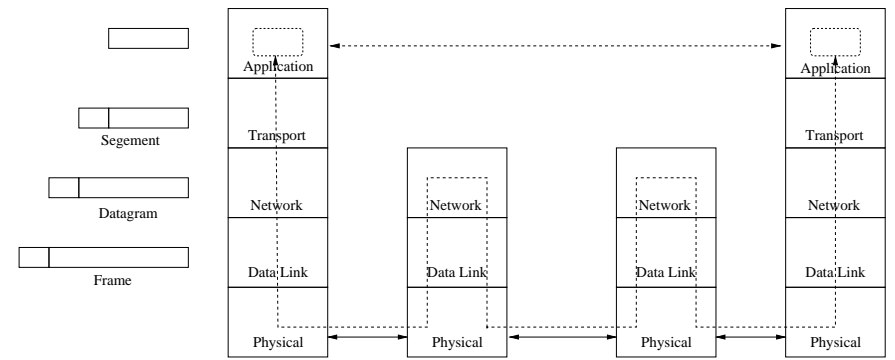 Application
Application
Segement
Transport
Transport
Datagram
Network
Network
Network
Network
Frame
Data Link
Data Link
Data Link
Data Link
Physical
Physical
Physical
Physical